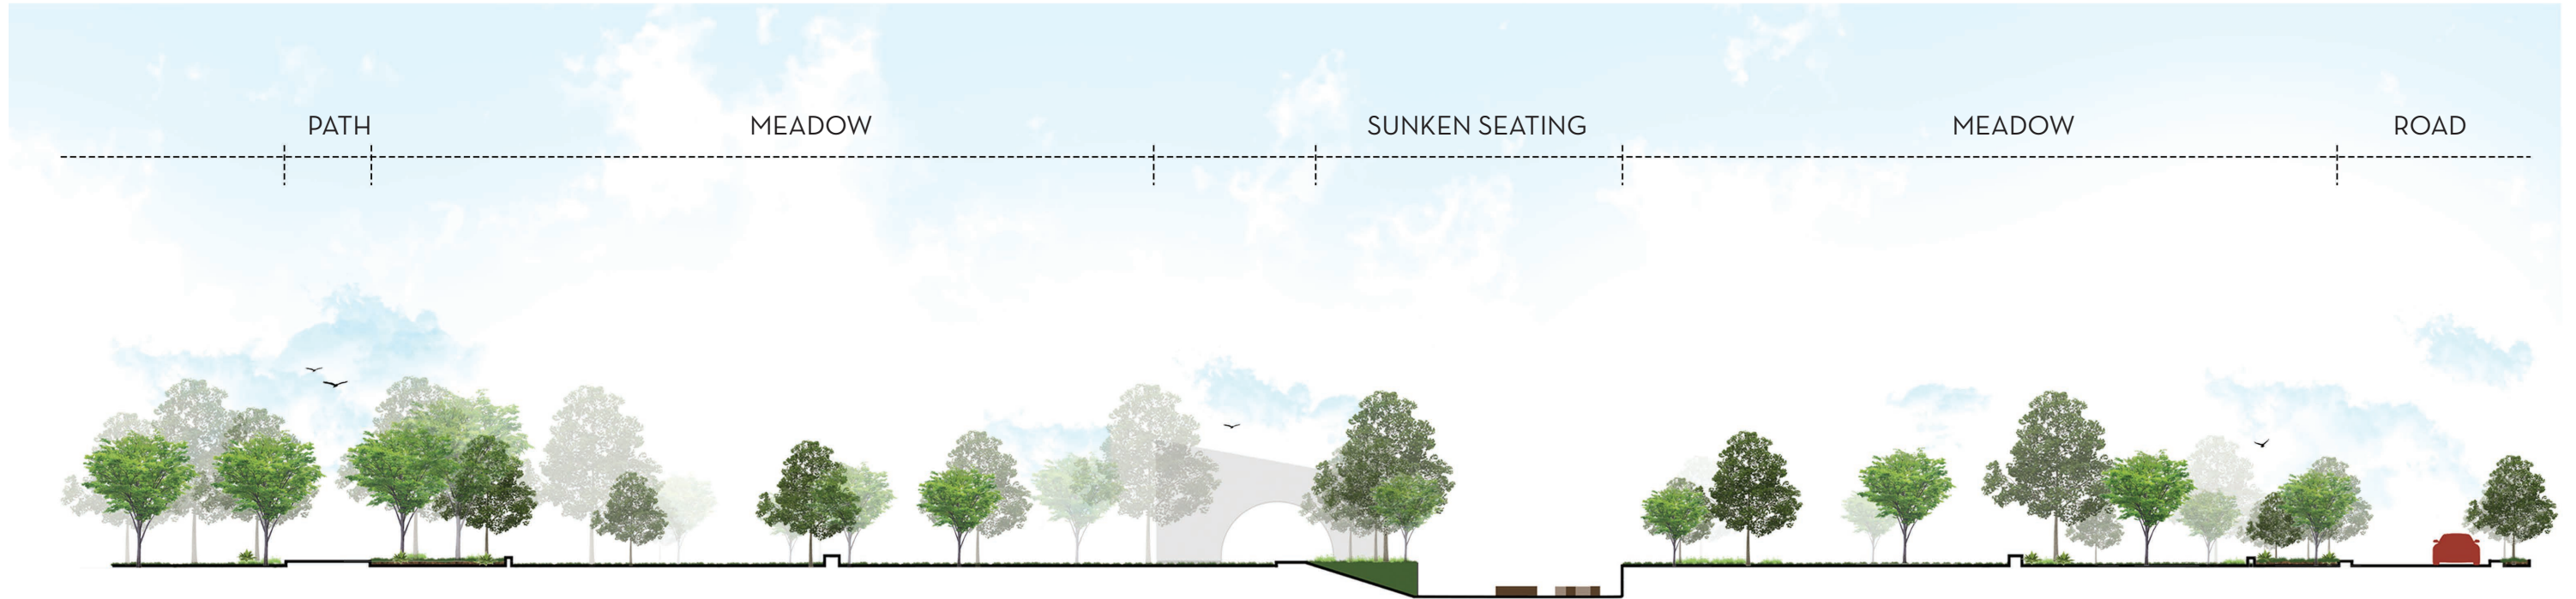 PATH
MEADOW
SUNKEN SEATING
MEADOW
ROAD